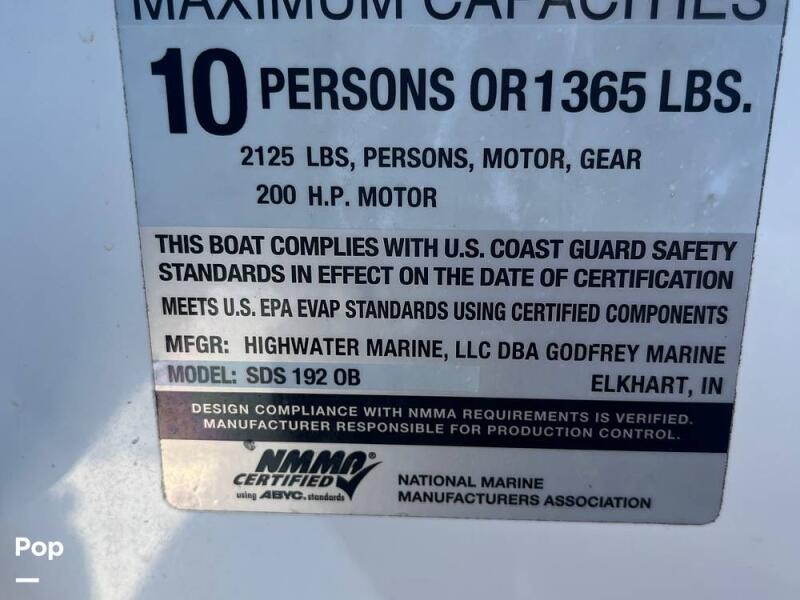 MAXIMUM CAPACITIES
10 PERSONS OR 1365 LBS.
2125 LBS, PERSONS, MOTOR, GEAR
200 H.P. MOTOR
THIS BOAT COMPLIES WITH U.S. COAST GUARD SAFETY
STANDARDS IN EFFECT ON THE DATE OF CERTIFICATION
MEETS U.S. EPA EVAP STANDARDS USING CERTIFIED COMPONENTS
MFGR: HIGHWATER MARINE, LLC DBA GODFREY MARINE
MODEL: SDS 192 OB
ELKHART, IN
DESIGN COMPLIANCE WITH NMMA REQUIREMENTS IS VERIFIED.
MANUFACTURER RESPONSIBLE FOR PRODUCTION CONTROL.
NMMA®
CERTIFIED
using ABYC. standards
NATIONAL MARINE
MANUFACTURERS ASSOCIATION
Pop